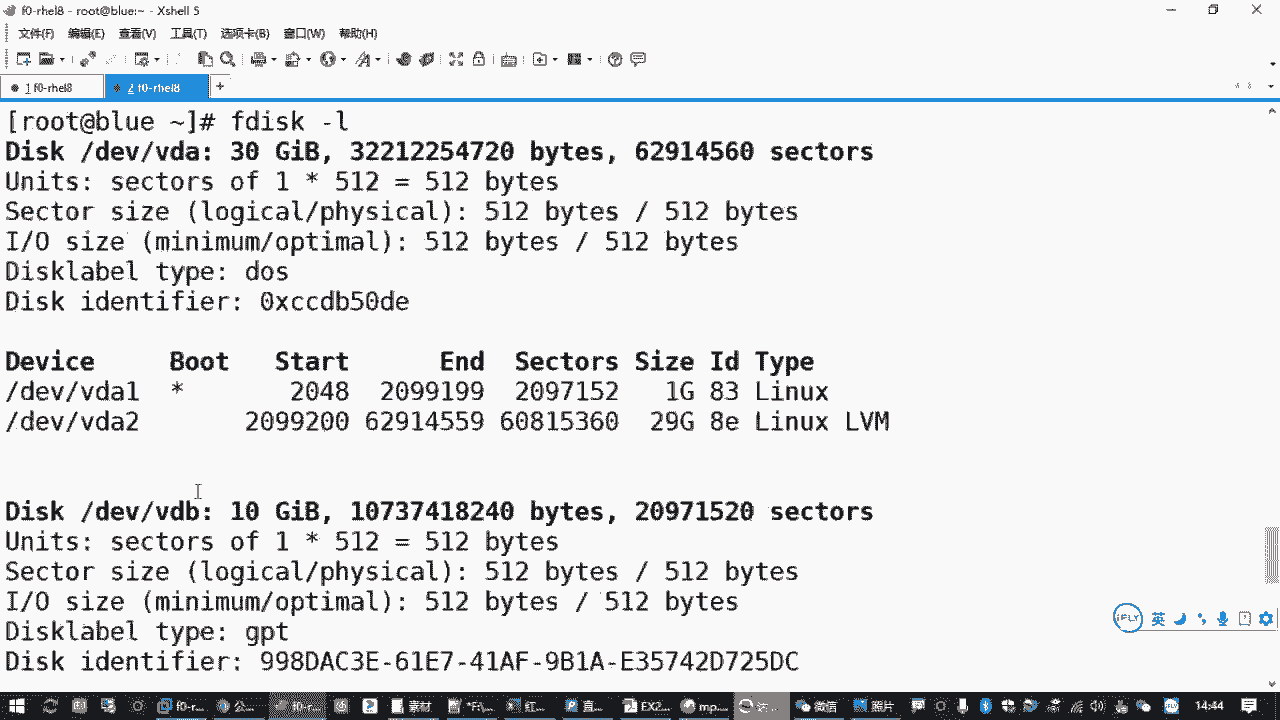 f0-rhel8 - root@blue:~ - Xshell 5
文件(F) 编辑(E) 查看(V) 工具(T) 选项卡(B) 窗口(W) 帮助(H)
1 f0-rhel8 2 f0-rhel8 +
[root@blue ~]# fdisk -l
Disk /dev/vda: 30 GiB, 32212254720 bytes, 62914560 sectors
Units: sectors of 1 * 512 = 512 bytes
Sector size (logical/physical): 512 bytes / 512 bytes
I/O size (minimum/optimal): 512 bytes / 512 bytes
Disklabel type: dos
Disk identifier: 0xccdb50de
Device Boot Start End Sectors Size Id Type
/dev/vda1 * 2048 2099199 2097152 1G 83 Linux
/dev/vda2 2099200 62914559 60815360 29G 8e Linux LVM
Disk /dev/vdb: 10 GiB, 10737418240 bytes, 20971520 sectors
Units: sectors of 1 * 512 = 512 bytes
Sector size (logical/physical): 512 bytes / 512 bytes
I/O size (minimum/optimal): 512 bytes / 512 bytes
Disklabel type: gpt
Disk identifier: 998DAC3E-61E7-41AF-9B1A-E35742D725DC
iFLY 英
f0-r... 公... f0-r... 素材 红... 直... EX2... mp... 达... 微信 照片 14:44